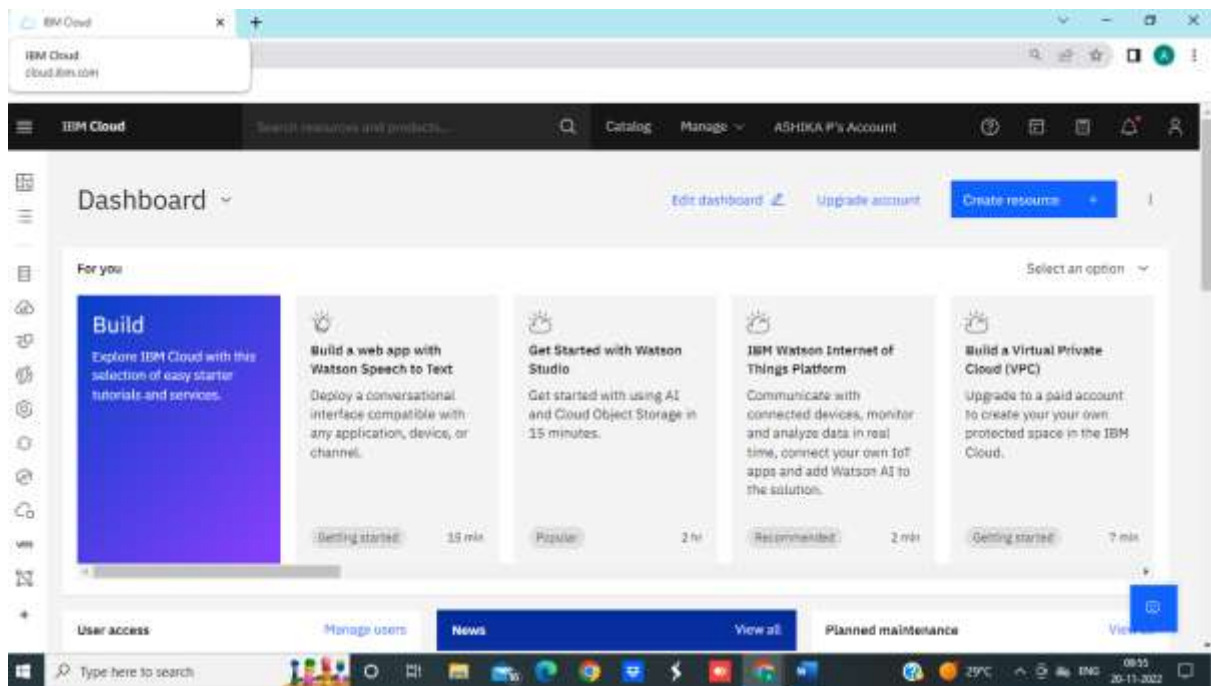 IBM Cloud
IBM Cloud
cloud.ibm.com
IBM Cloud
Search resources and products...
Catalog
Manage
ASHIKA P's Account
Dashboard
Edit dashboard
Upgrade account
Create resource +
For you
Select an option
Build
Explore IBM Cloud with this
selection of easy starter
tutorials and services.
Build a web app with
Watson Speech to Text
Deploy a conversational
interface compatible with
any application, device, or
channel.
Getting started
15 min
Get Started with Watson
Studio
Get started with using AI
and Cloud Object Storage in
15 minutes.
Popular
2 hr
IBM Watson Internet of
Things Platform
Communicate with
connected devices, monitor
and analyze data in real
time, connect your own IoT
apps and add Watson AI to
the solution.
Recommended
2 min
Build a Virtual Private
Cloud (VPC)
Upgrade to a paid account
to create your your own
protected space in the IBM
Cloud.
Getting started
7 min
User access
Manage users
News
View all
Planned maintenance
Type here to search
29°C
ENG
08:55
20-11-2022